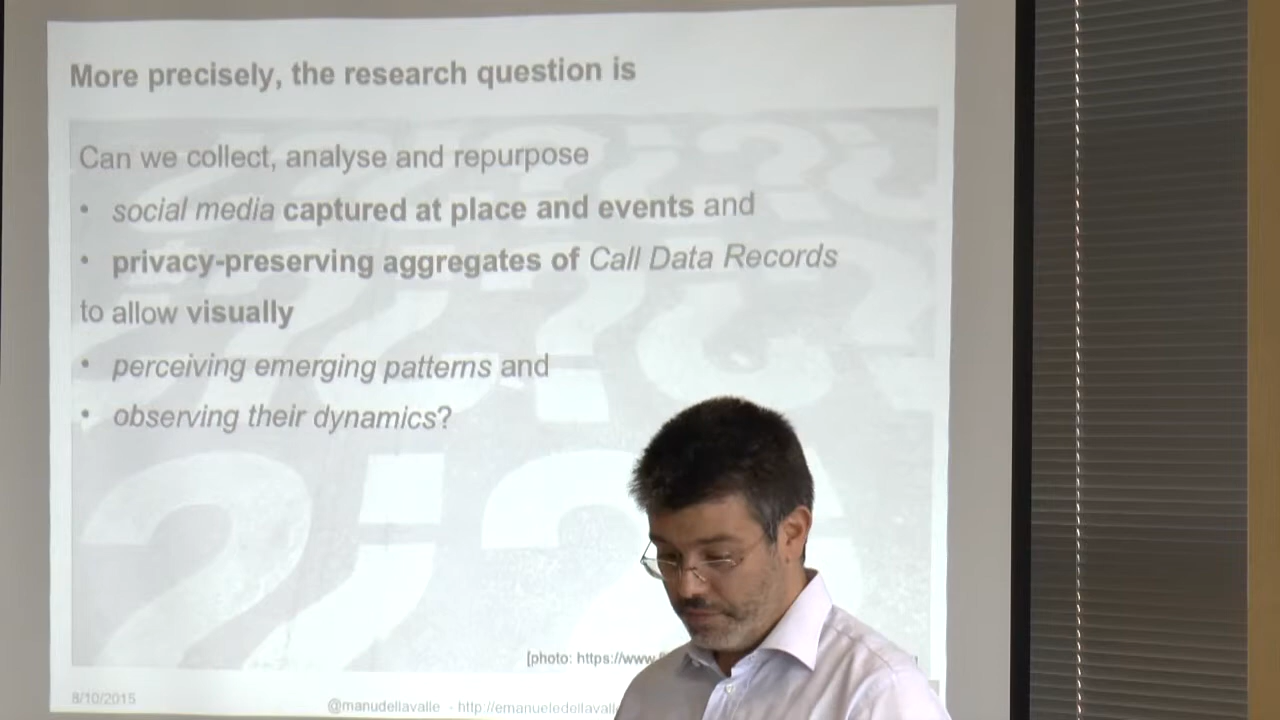 More precisely, the research question is
Can we collect, analyse and repurpose
• social media captured at place and events and
• privacy-preserving aggregates of Call Data Records
to allow visually
• perceiving emerging patterns and
• observing their dynamics?
[photo: https://www.
8/10/2015 @manudellavalle - http://emanueledellavall